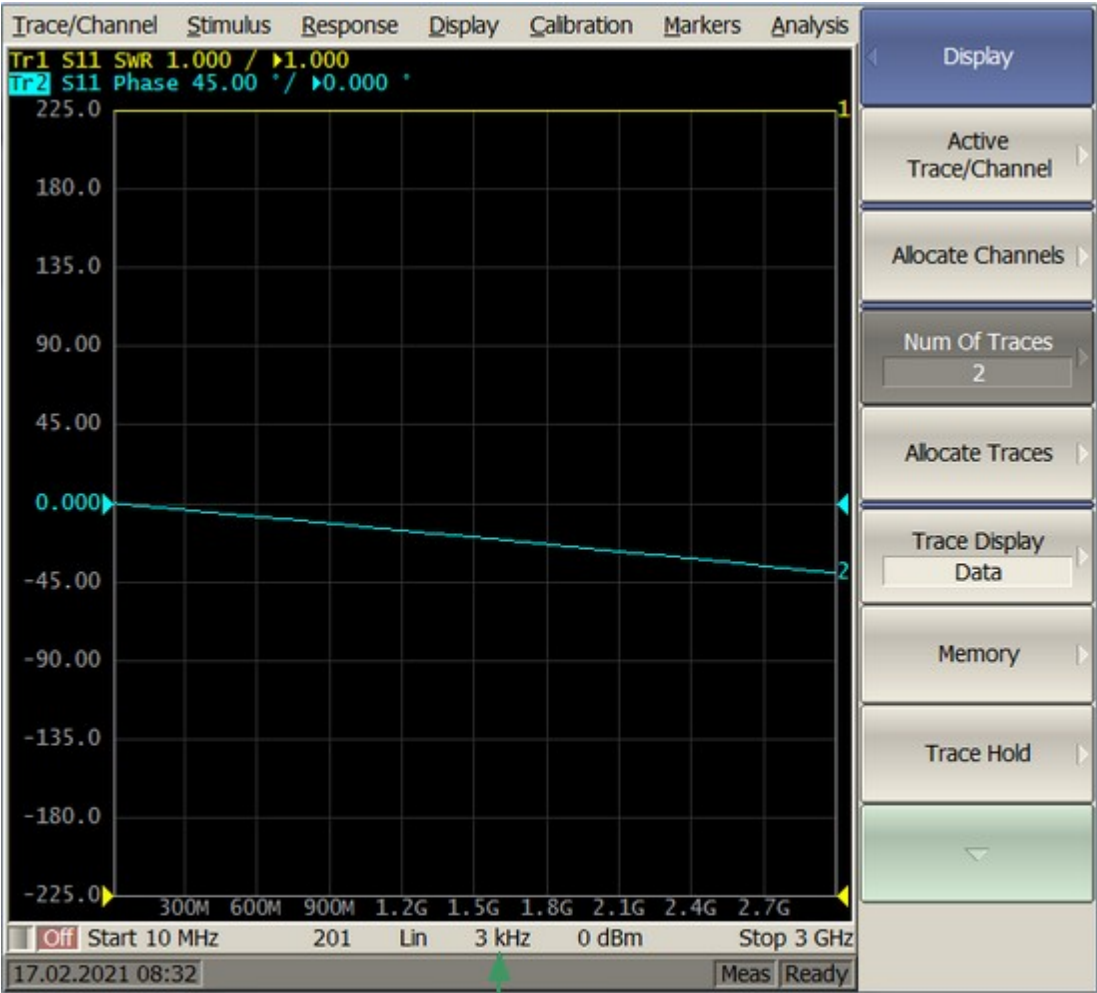 Trace/Channel Stimulus Response Display Calibration Markers Analysis
Tr1 S11 SWR 1.000 / ▶1.000
Tr2 S11 Phase 45.00 °/ ▶0.000 °
225.0
1
180.0
135.0
90.00
45.00
0.000
-45.00
2
-90.00
-135.0
-180.0
-225.0
300M 600M 900M 1.2G 1.5G 1.8G 2.1G 2.4G 2.7G
Off Start 10 MHz 201 Lin 3 kHz 0 dBm Stop 3 GHz
17.02.2021 08:32 Meas Ready
Display
Active
Trace/Channel
Allocate Channels
Num Of Traces
2
Allocate Traces
Trace Display
Data
Memory
Trace Hold